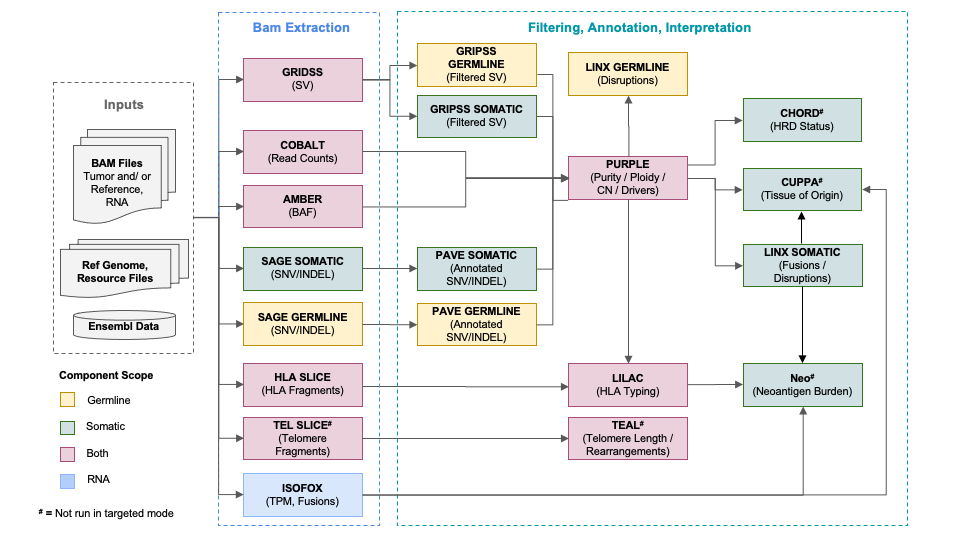 Bam Extraction
Filtering, Annotation, Interpretation
Inputs
BAM Files
Tumor and/ or
Reference,
RNA
Ref Genome,
Resource Files
Ensembl Data
Component Scope
Germline
Somatic
Both
RNA
# = Not run in targeted mode
GRIDSS
(SV)
COBALT
(Read Counts)
AMBER
(BAF)
SAGE SOMATIC
(SNV/INDEL)
SAGE GERMLINE
(SNV/INDEL)
HLA SLICE
(HLA Fragments)
TEL SLICE#
(Telomere
Fragments)
ISOFOX
(TPM, Fusions)
GRIPSS
GERMLINE
(Filtered SV)
GRIPSS SOMATIC
(Filtered SV)
PAVE SOMATIC
(Annotated
SNV/INDEL)
PAVE GERMLINE
(Annotated
SNV/INDEL)
LINX GERMLINE
(Disruptions)
PURPLE
(Purity / Ploidy /
CN / Drivers)
LILAC
(HLA Typing)
TEAL#
(Telomere Length /
Rearrangements)
CHORD#
(HRD Status)
CUPPA#
(Tissue of Origin)
LINX SOMATIC
(Fusions /
Disruptions)
Neo#
(Neoantigen Burden)